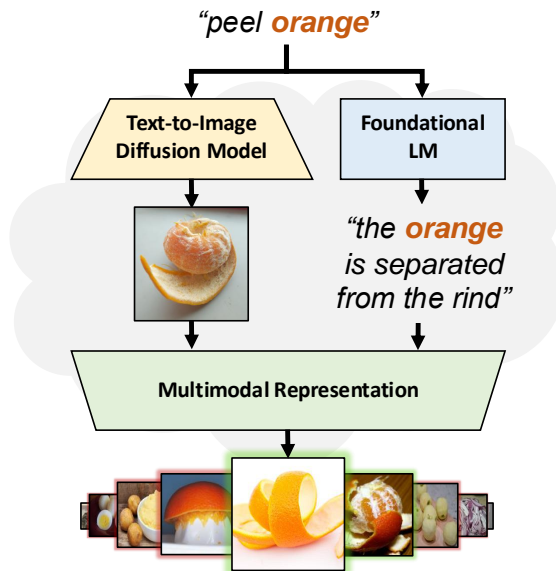 “peel orange”
Text-to-Image
Diffusion Model
Foundational
LM
“the orange
is separated
from the rind”
Multimodal Representation